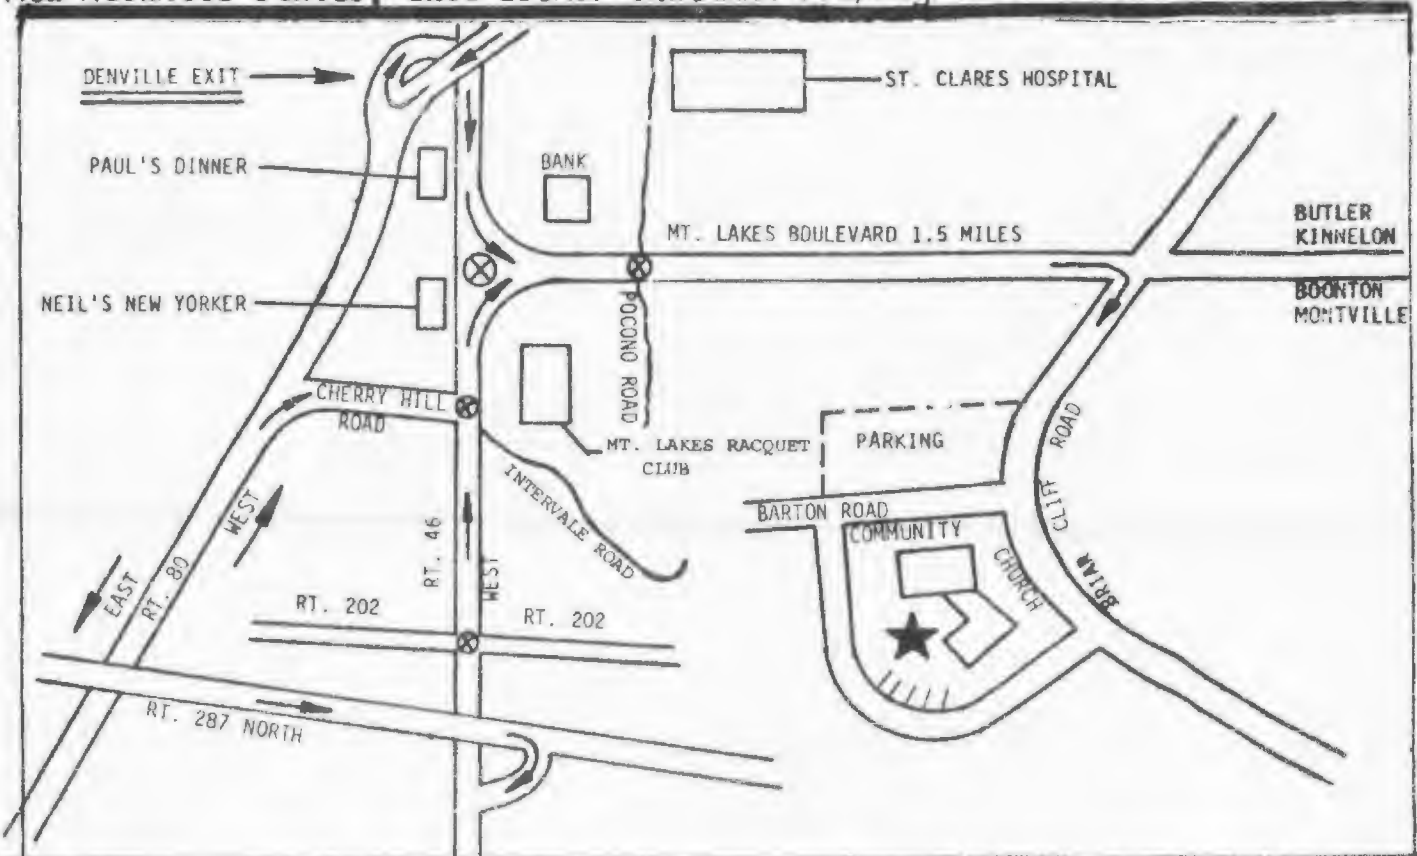 DENVILLE EXIT
ST. CLARES HOSPITAL
PAUL'S DINNER
BANK
MT. LAKES BOULEVARD 1.5 MILES
BUTLER
KINNELON
NEIL'S NEW YORKER
BOONTON
MONTVILLE
POCONO ROAD
CHERRY HILL
ROAD
MT. LAKES RACQUET
CLUB
PARKING
BRIAR CLIFF ROAD
INTERVALE ROAD
BARTON ROAD
COMMUNITY
CHURCH
WEST
EAST
RT. 80
RT. 46
WEST
RT. 202
RT. 202
RT. 287 NORTH